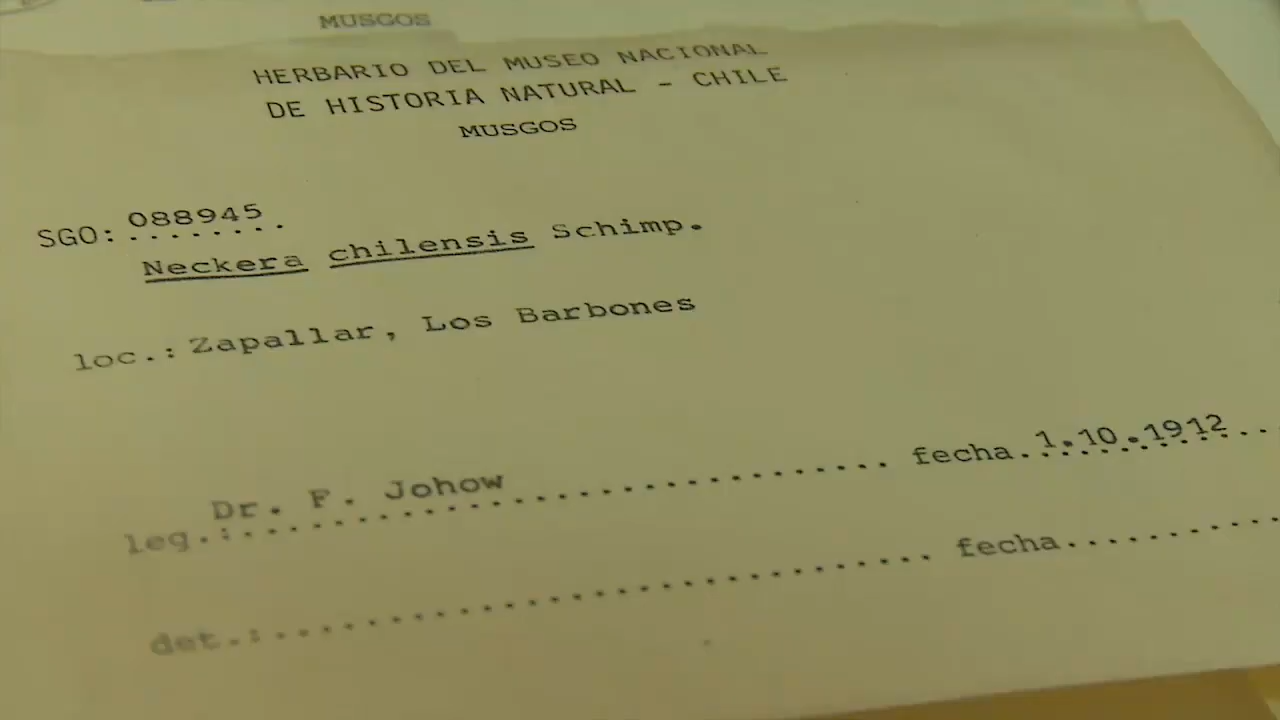 MUSGOS
HERBARIO DEL MUSEO NACIONAL
DE HISTORIA NATURAL - CHILE
MUSGOS
SGO: 088945
Neckera chilensis Schimp.
loc.: Zapallar, Los Barbones
leg.: Dr. F. Johow fecha 1.10.1912
det.: fecha